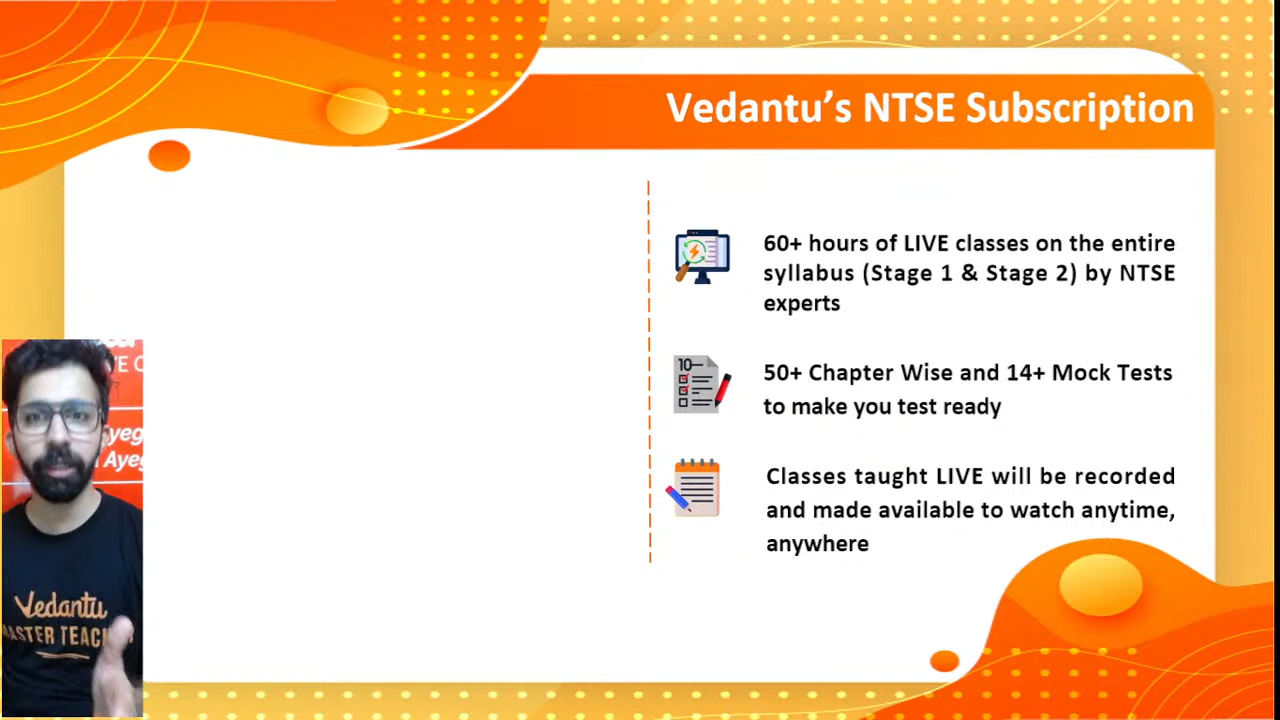 Vedantu's NTSE Subscription
60+ hours of LIVE classes on the entire
syllabus (Stage 1 & Stage 2) by NTSE
experts
10
50+ Chapter Wise and 14+ Mock Tests
to make you test ready
Classes taught LIVE will be recorded
and made available to watch anytime,
anywhere
Vedantu
MASTER